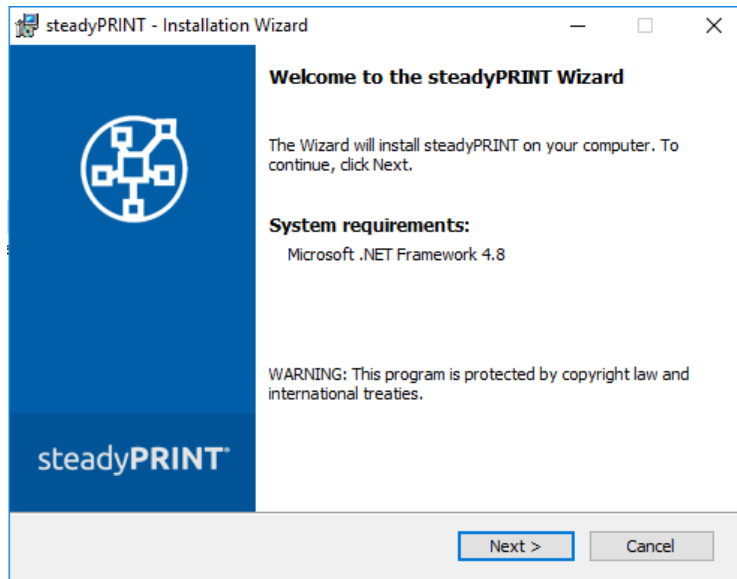 steadyPRINT - Installation Wizard
Welcome to the steadyPRINT Wizard
The Wizard will install steadyPRINT on your computer. To
continue, click Next.
System requirements:
Microsoft .NET Framework 4.8
WARNING: This program is protected by copyright law and
international treaties.
steadyPRINT®
Next >
Cancel